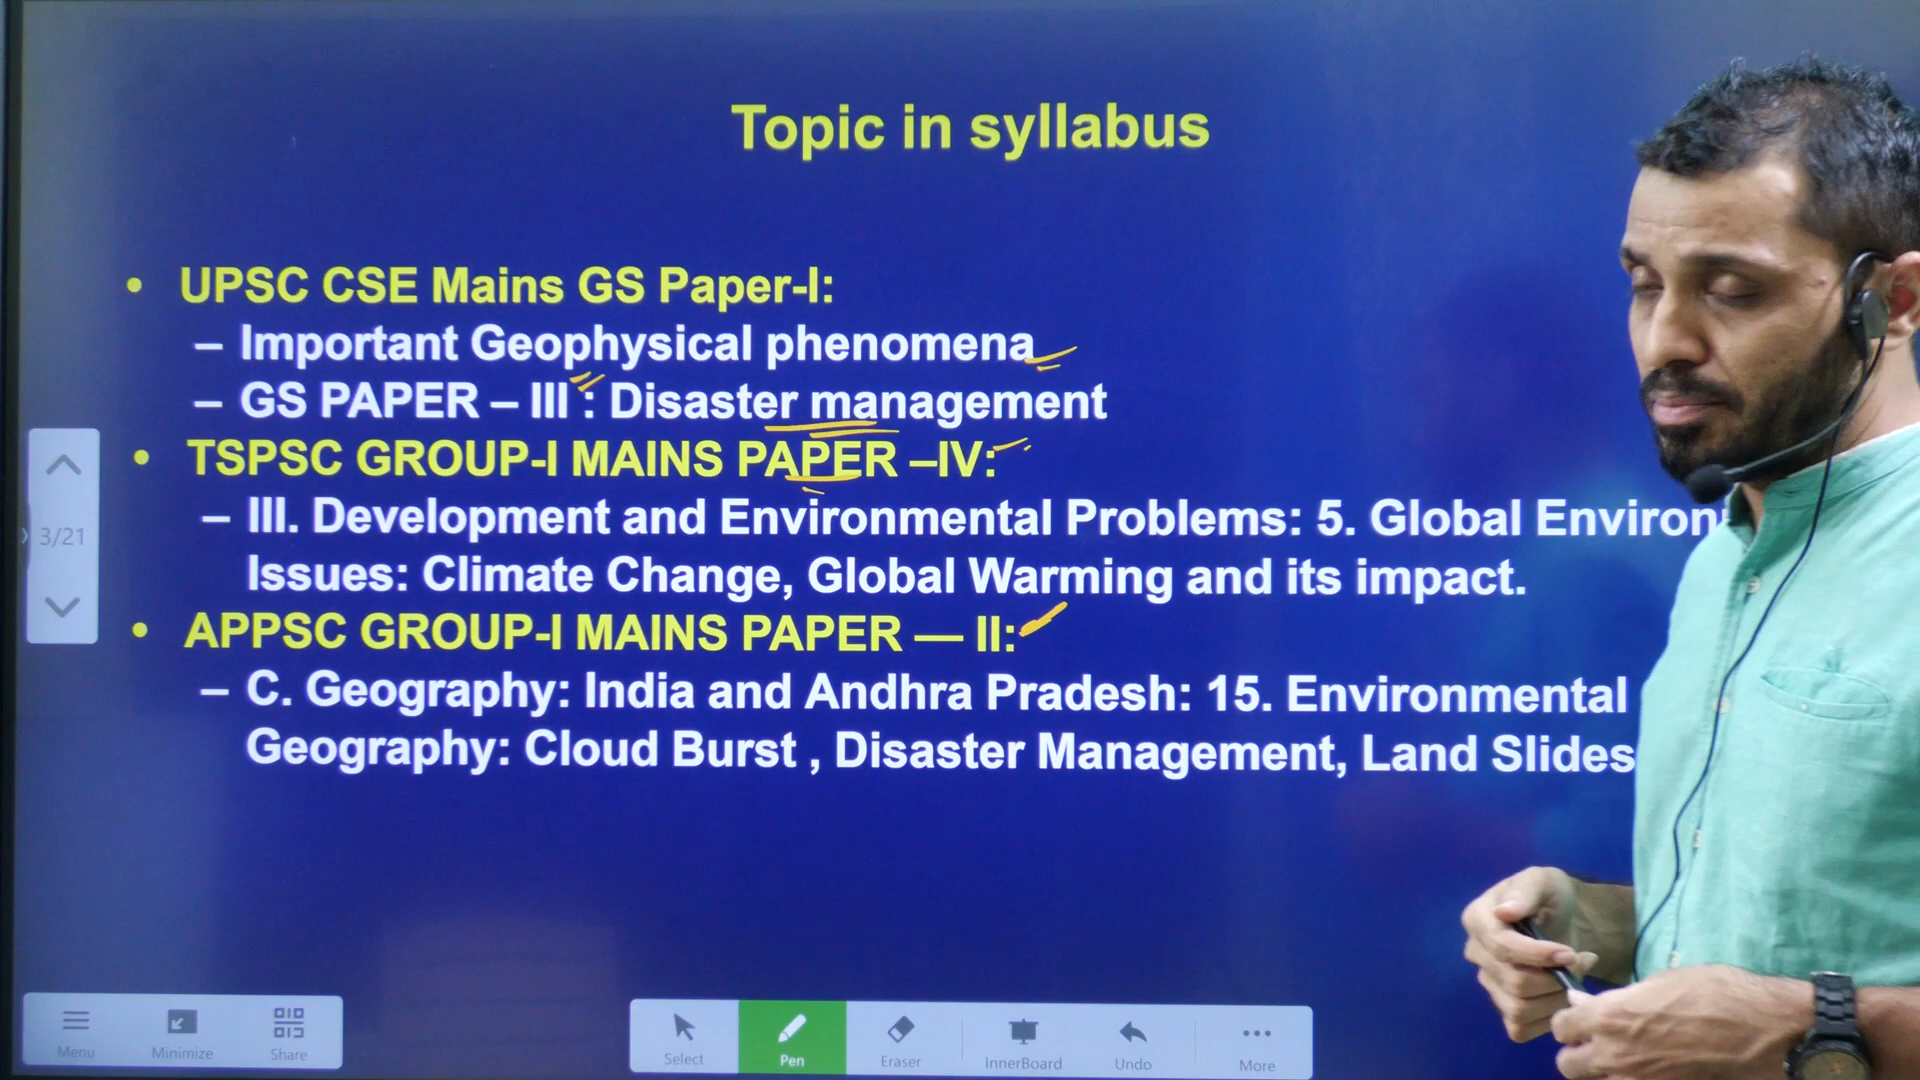 Topic in syllabus
• UPSC CSE Mains GS Paper-I:
– Important Geophysical phenomena
– GS PAPER – III : Disaster management
• TSPSC GROUP-I MAINS PAPER –IV:
– III. Development and Environmental Problems: 5. Global Environ
Issues: Climate Change, Global Warming and its impact.
• APPSC GROUP-I MAINS PAPER — II:
– C. Geography: India and Andhra Pradesh: 15. Environmental
Geography: Cloud Burst , Disaster Management, Land Slides
3/21
Menu Minimize Share
Select Pen Eraser InnerBoard Undo More